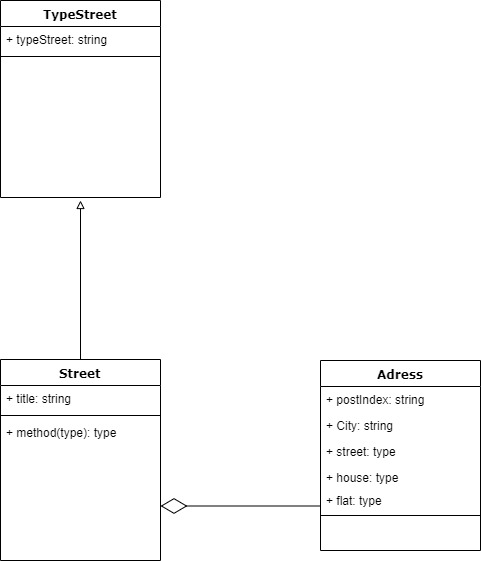 TypeStreet
+ typeStreet: string
Street
+ title: string
+ method(type): type
Adress
+ postIndex: string
+ City: string
+ street: type
+ house: type
+ flat: type